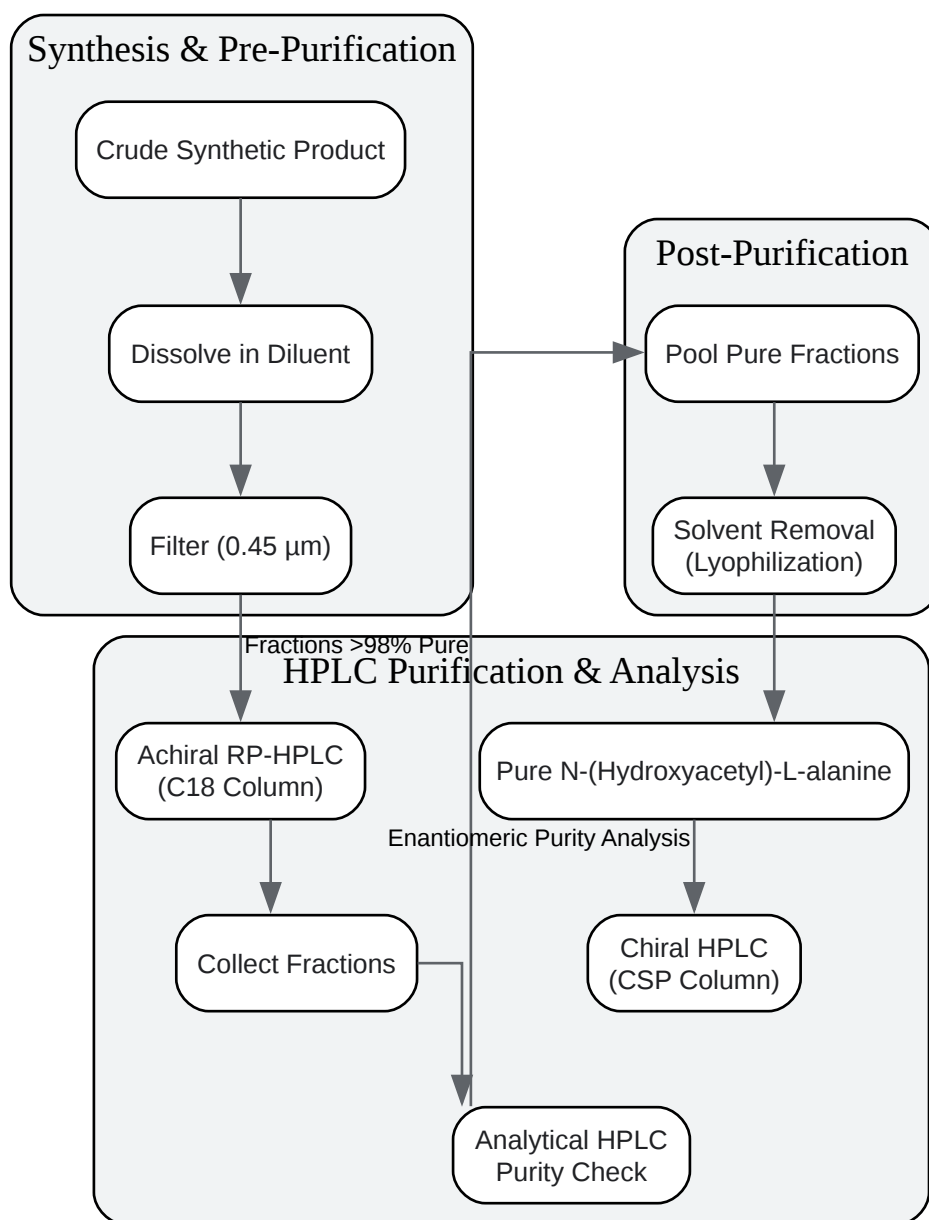 Synthesis & Pre-Purification
Crude Synthetic Product
Dissolve in Diluent
Filter (0.45 µm)
Post-Purification
Pool Pure Fractions
Solvent Removal
(Lyophilization)
Fractions >98% Pure
HPLC Purification & Analysis
Achiral RP-HPLC
(C18 Column)
Pure N-(Hydroxyacetyl)-L-alanine
Enantiomeric Purity Analysis
Collect Fractions
Chiral HPLC
(CSP Column)
Analytical HPLC
Purity Check